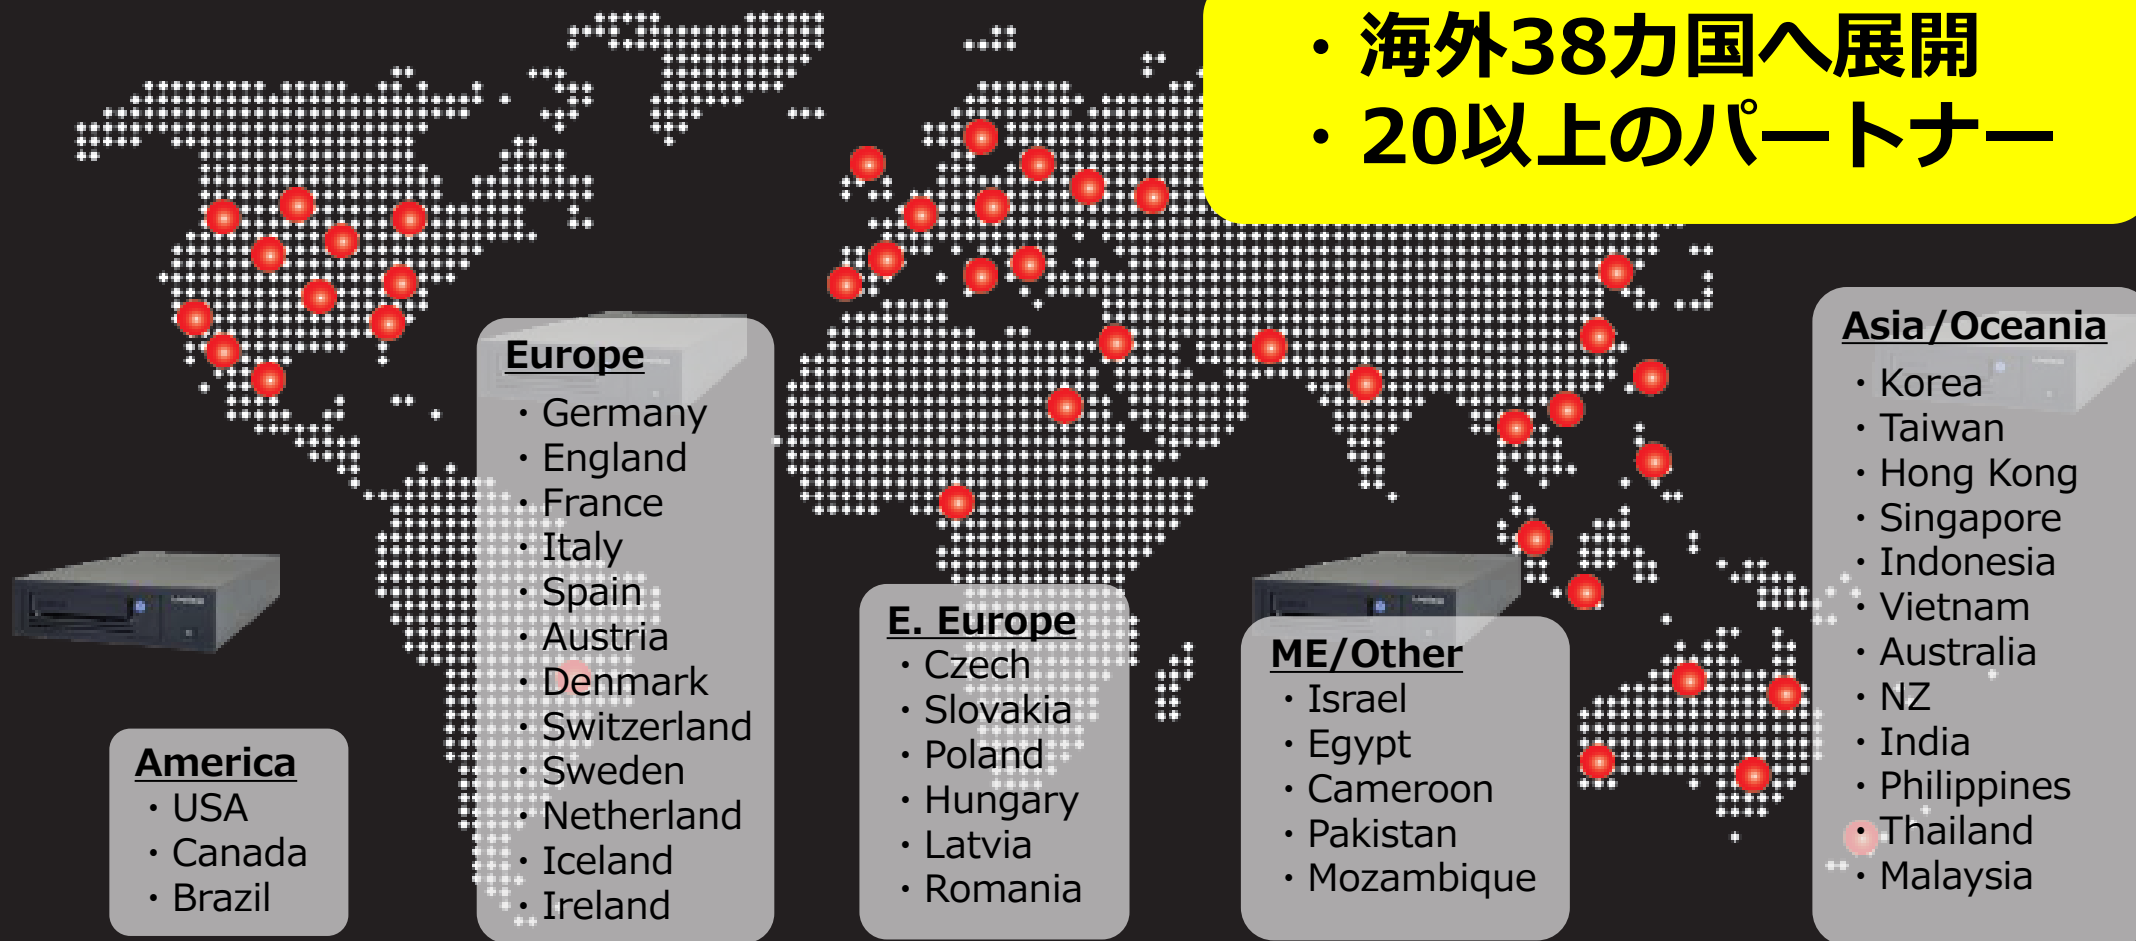 ・海外38カ国へ展開
・20以上のパートナー
America
・USA
・Canada
・Brazil
Europe
・Germany
・England
・France
・Italy
・Spain
・Austria
・Denmark
・Switzerland
・Sweden
・Netherland
・Iceland
・Ireland
E. Europe
・Czech
・Slovakia
・Poland
・Hungary
・Latvia
・Romania
ME/Other
・Israel
・Egypt
・Cameroon
・Pakistan
・Mozambique
Asia/Oceania
・Korea
・Taiwan
・Hong Kong
・Singapore
・Indonesia
・Vietnam
・Australia
・NZ
・India
・Philippines
・Thailand
・Malaysia